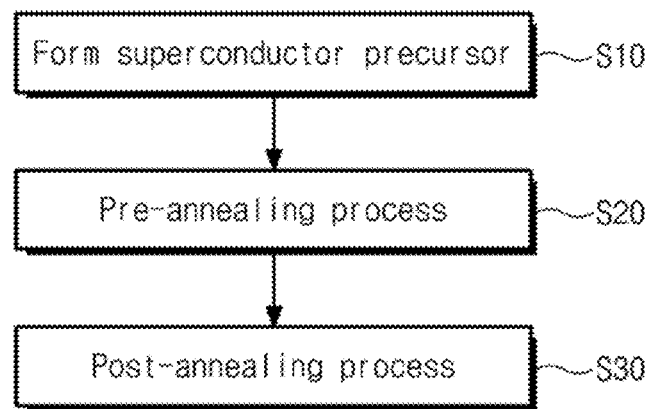 Form superconductor precursor S10
Pre-annealing process S20
Post-annealing process S30